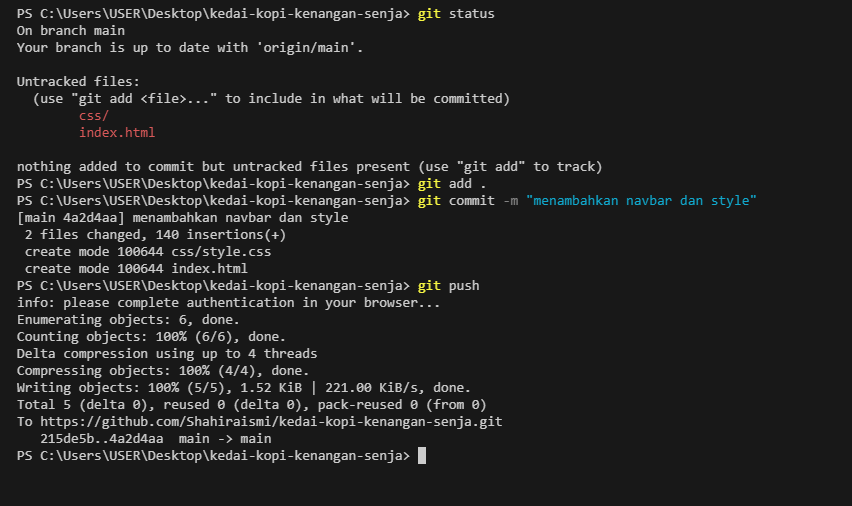 PS C:\Users\USER\Desktop\kedai-kopi-kenangan-senja> git status
On branch main
Your branch is up to date with 'origin/main'.

Untracked files:
  (use "git add <file>..." to include in what will be committed)
        css/
        index.html

nothing added to commit but untracked files present (use "git add" to track)
PS C:\Users\USER\Desktop\kedai-kopi-kenangan-senja> git add .
PS C:\Users\USER\Desktop\kedai-kopi-kenangan-senja> git commit -m "menambahkan navbar dan style"
[main 4a2d4aa] menambahkan navbar dan style
 2 files changed, 140 insertions(+)
 create mode 100644 css/style.css
 create mode 100644 index.html
PS C:\Users\USER\Desktop\kedai-kopi-kenangan-senja> git push
info: please complete authentication in your browser...
Enumerating objects: 6, done.
Counting objects: 100% (6/6), done.
Delta compression using up to 4 threads
Compressing objects: 100% (4/4), done.
Writing objects: 100% (5/5), 1.52 KiB | 221.00 KiB/s, done.
Total 5 (delta 0), reused 0 (delta 0), pack-reused 0 (from 0)
To https://github.com/Shahiraismi/kedai-kopi-kenangan-senja.git
   215de5b..4a2d4aa  main -> main
PS C:\Users\USER\Desktop\kedai-kopi-kenangan-senja>